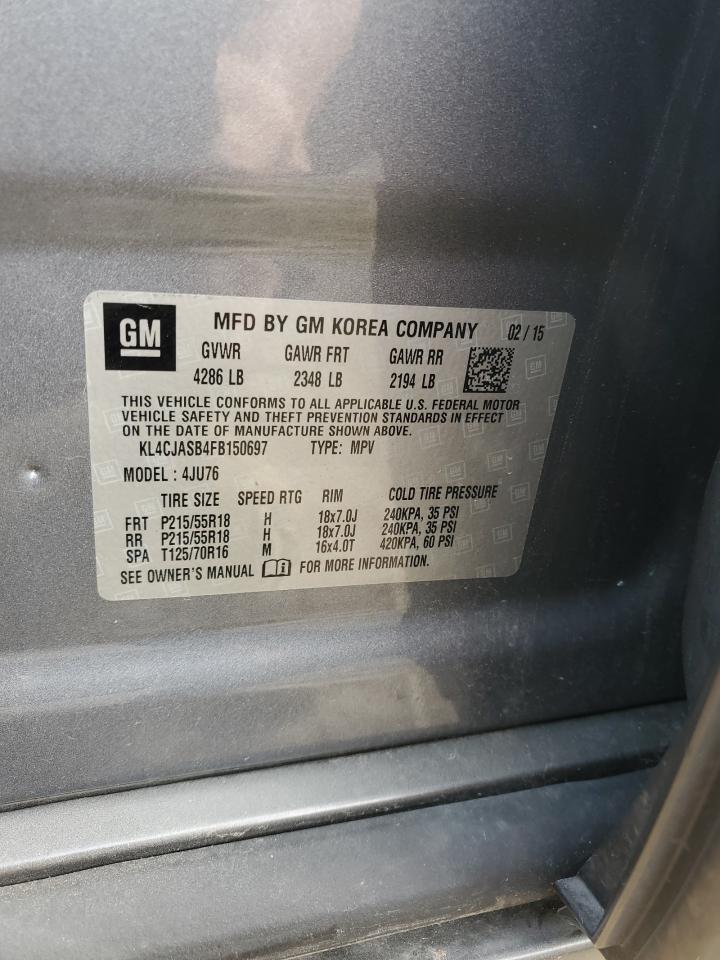 GM
MFD BY GM KOREA COMPANY 02 / 15
GVWR GAWR FRT GAWR RR
4286 LB 2348 LB 2194 LB
THIS VEHICLE CONFORMS TO ALL APPLICABLE U.S. FEDERAL MOTOR
VEHICLE SAFETY AND THEFT PREVENTION STANDARDS IN EFFECT
ON THE DATE OF MANUFACTURE SHOWN ABOVE.
KL4CJASB4FB150697 TYPE: MPV
MODEL : 4JU76
TIRE SIZE SPEED RTG RIM COLD TIRE PRESSURE
FRT P215/55R18 H 18x7.0J 240KPA, 35 PSI
RR P215/55R18 H 18x7.0J 240KPA, 35 PSI
SPA T125/70R16 M 16x4.0T 420KPA, 60 PSI
SEE OWNER'S MANUAL i FOR MORE INFORMATION.